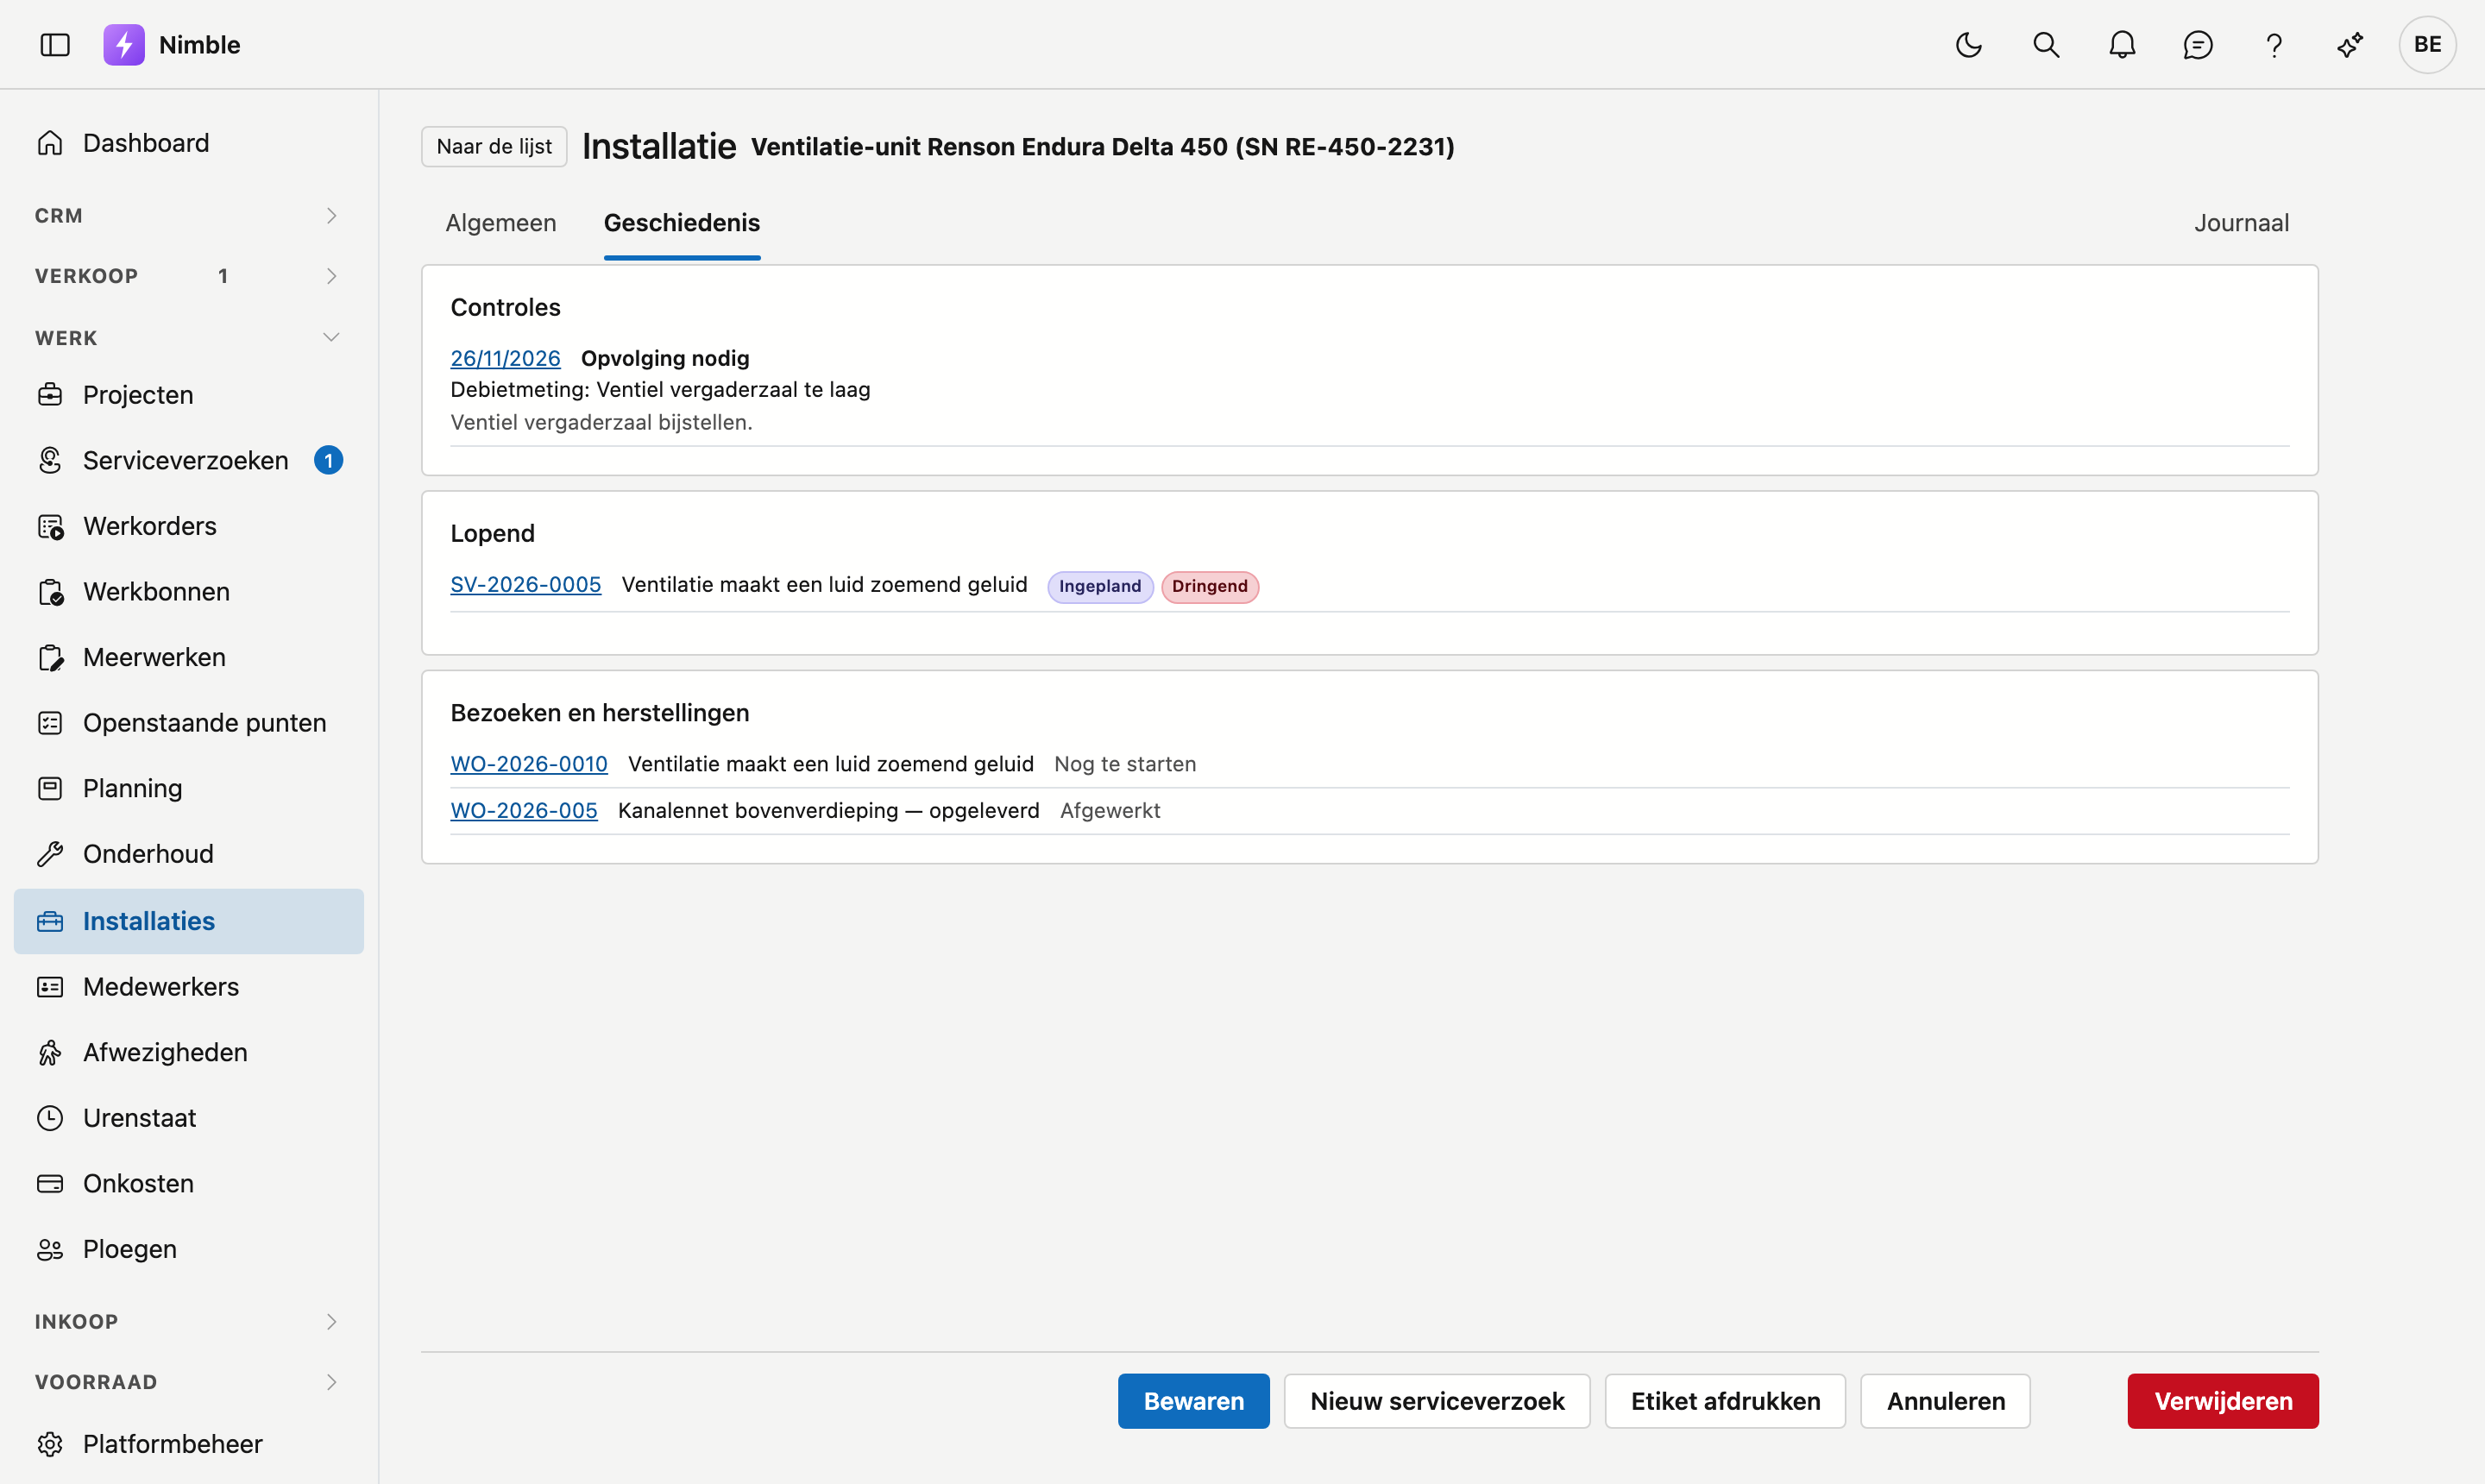 Nimble
BE
Dashboard
CRM
VERKOOP 1
WERK
Projecten
Serviceverzoeken 1
Werkorders
Werkbonnen
Meerwerken
Openstaande punten
Planning
Onderhoud
Installaties
Medewerkers
Afwezigheden
Urenstaat
Onkosten
Ploegen
INKOOP
VOORRAAD
Platformbeheer
Naar de lijst Installatie Ventilatie-unit Renson Endura Delta 450 (SN RE-450-2231)
Algemeen Geschiedenis Journaal
Controles
26/11/2026 Opvolging nodig
Debietmeting: Ventiel vergaderzaal te laag
Ventiel vergaderzaal bijstellen.
Lopend
SV-2026-0005 Ventilatie maakt een luid zoemend geluid Ingepland Dringend
Bezoeken en herstellingen
WO-2026-0010 Ventilatie maakt een luid zoemend geluid Nog te starten
WO-2026-005 Kanalennet bovenverdieping — opgeleverd Afgewerkt
Bewaren Nieuw serviceverzoek Etiket afdrukken Annuleren Verwijderen